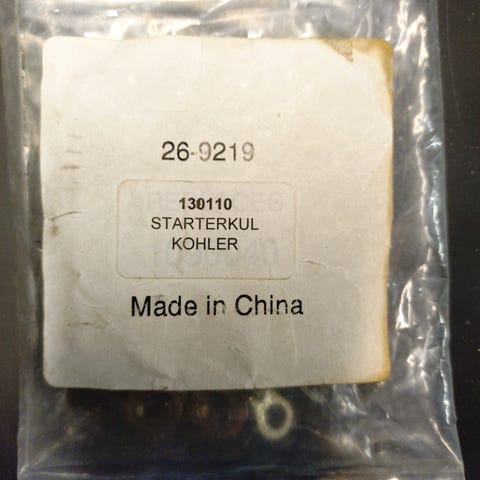 26-9219
130110
STARTERKUL
KOHLER
Made in China